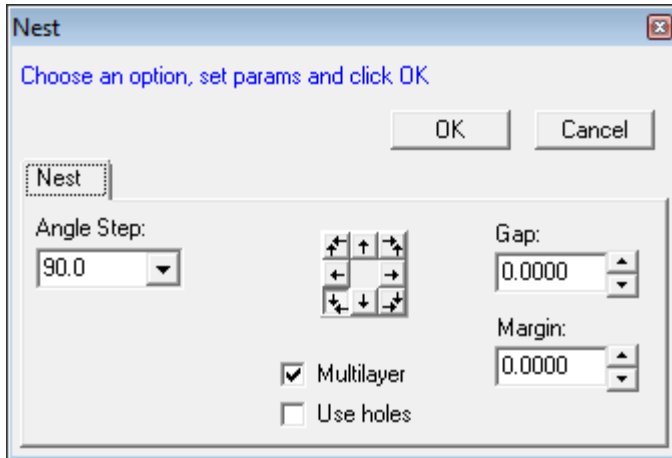 Nest
Choose an option, set params and click OK
OK Cancel
Nest
Angle Step:
90.0
Gap:
0.0000
Margin:
0.0000
Multilayer
Use holes